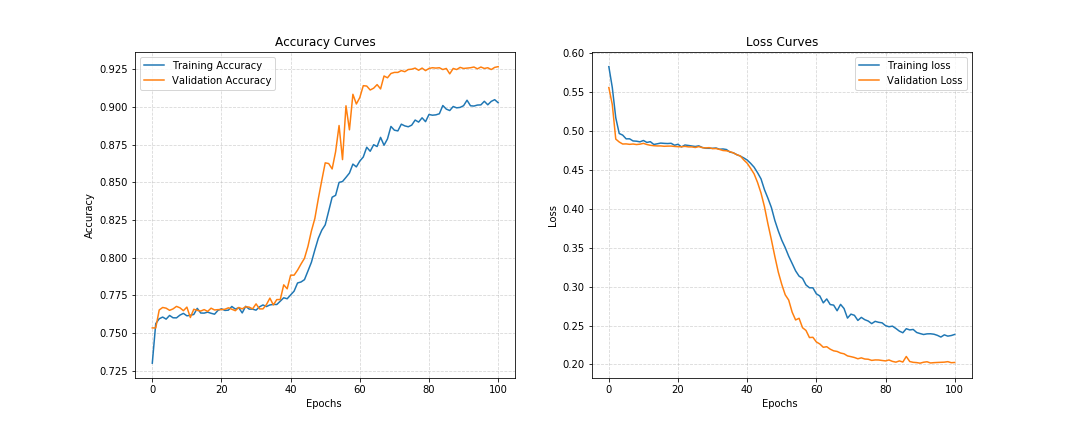 Accuracy Curves
Training Accuracy
Validation Accuracy
0.925
0.900
0.875
0.850
0.825
0.800
0.775
0.750
0.725
Accuracy
0 20 40 60 80 100
Epochs
Loss Curves
Training loss
Validation Loss
0.60
0.55
0.50
0.45
0.40
0.35
0.30
0.25
0.20
Loss
0 20 40 60 80 100
Epochs